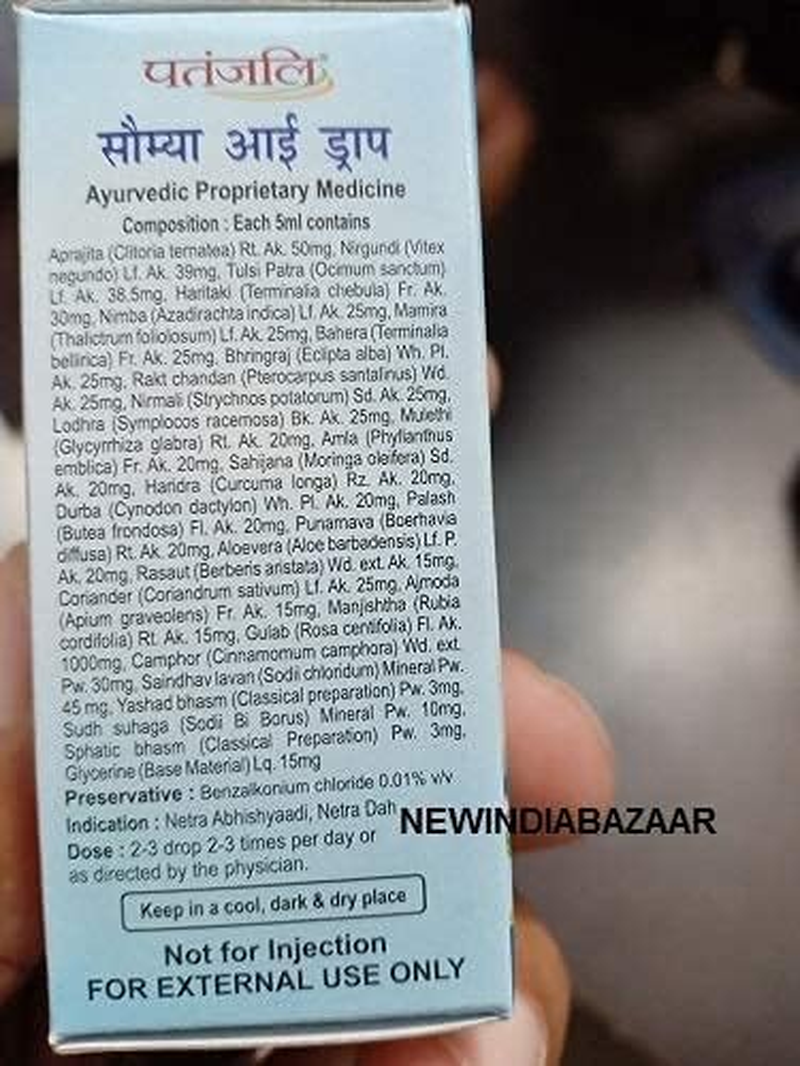 पतंजलि
सौम्या आई ड्राप
Ayurvedic Proprietary Medicine
Composition : Each 5ml contains
Aprajita (Clitoria ternatea) Rt. Ak. 50mg, Nirgundi (Vitex
negundo) Lf. Ak. 39mg, Tulsi Patra (Ocimum sanctum)
Lf. Ak. 38.5mg, Haritaki (Terminalia chebula) Fr. Ak.
30mg, Nimba (Azadirachta indica) Lf. Ak. 25mg, Mamira
(Thalictrum foliolosum) Lf. Ak. 25mg, Bahera (Terminalia
bellirica) Fr. Ak. 25mg, Bhringraj (Eclipta alba) Wh. Pl.
Ak. 25mg, Rakt chandan (Pterocarpus santalinus) Wd.
Ak. 25mg, Nirmali (Strychnos potatorum) Sd. Ak. 25mg,
Lodhra (Symplocos racemosa) Bk. Ak. 25mg, Mulethi
(Glycyrrhiza glabra) Rt. Ak. 20mg, Amla (Phyllanthus
emblica) Fr. Ak. 20mg, Sahijana (Moringa oleifera) Sd.
Ak. 20mg, Haridra (Curcuma longa) Rz. Ak. 20mg,
Durba (Cynodon dactylon) Wh. Pl. Ak. 20mg, Palash
(Butea frondosa) Fl. Ak. 20mg, Punarnava (Boerhavia
diffusa) Rt. Ak. 20mg, Aloevera (Aloe barbadensis) Lf. P.
Ak. 20mg, Rasaut (Berberis aristata) Wd. ext. Ak. 15mg,
Coriander (Coriandrum sativum) Lf. Ak. 25mg, Ajmoda
(Apium graveolens) Fr. Ak. 15mg, Manjishtha (Rubia
cordifolia) Rt. Ak. 15mg, Gulab (Rosa centifolia) Fl. Ak.
1000mg, Camphor (Cinnamomum camphora) Wd. ext.
Pw. 30mg, Saindhav lavan (Sodii chloridum) Mineral Pw.
45 mg, Yashad bhasm (Classical preparation) Pw. 3mg,
Sudh suhaga (Sodii Bi Borus) Mineral Pw. 10mg,
Sphatic bhasm (Classical Preparation) Pw. 3mg,
Glycerine (Base Material) Lq. 15mg
Preservative : Benzalkonium chloride 0.01% v/v
Indication : Netra Abhishyaadi, Netra Dah
NEWINDIABAZAAR
Dose : 2-3 drop 2-3 times per day or
as directed by the physician.
Keep in a cool, dark & dry place
Not for Injection
FOR EXTERNAL USE ONLY